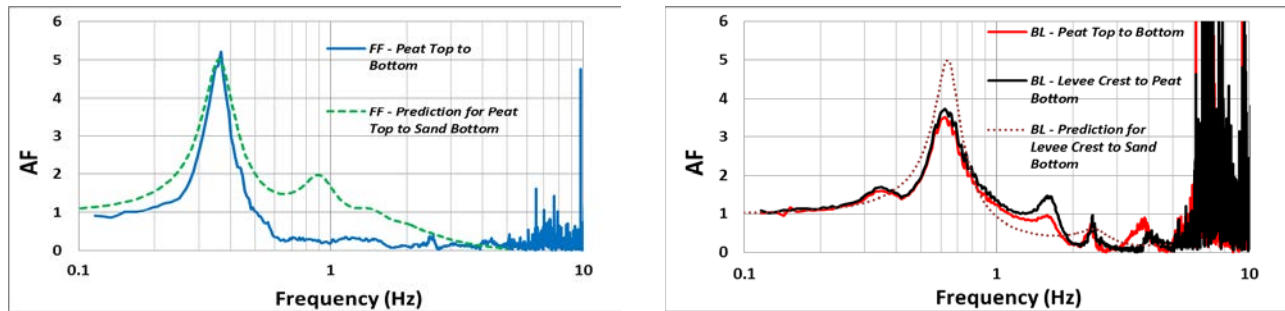 6
5
4
3
2
1
0
AF
FF - Peat Top to
Bottom
FF - Prediction for Peat
Top to Sand Bottom
0.1
1
10
Frequency (Hz)
6
5
4
3
2
1
0
AF
BL - Peat Top to Bottom
BL - Levee Crest to Peat
Bottom
BL - Prediction for
Levee Crest to Sand
Bottom
0.1
1
10
Frequency (Hz)